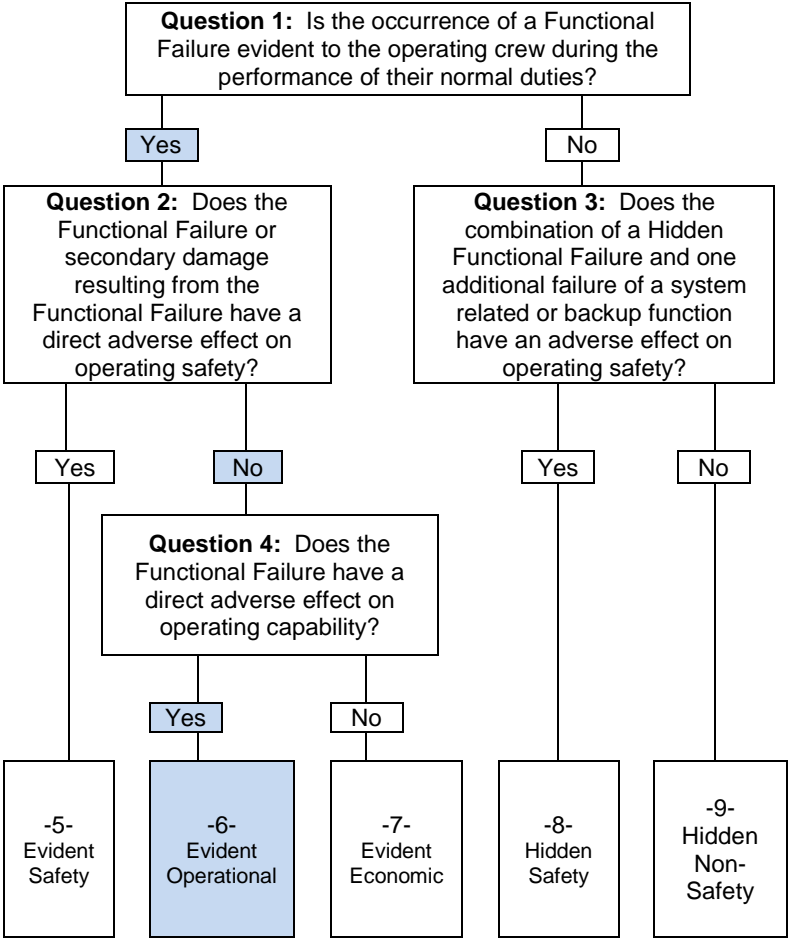 Question 1: Is the occurrence of a Functional
Failure evident to the operating crew during the
performance of their normal duties?
Yes
No
Question 2: Does the
Functional Failure or
secondary damage
resulting from the
Functional Failure have a
direct adverse effect on
operating safety?
Question 3: Does the
combination of a Hidden
Functional Failure and one
additional failure of a system
related or backup function
have an adverse effect on
operating safety?
Yes
No
Yes
No
Question 4: Does the
Functional Failure have a
direct adverse effect on
operating capability?
Yes
No
-5-
Evident
Safety
-6-
Evident
Operational
-7-
Evident
Economic
-8-
Hidden
Safety
-9-
Hidden
Non-
Safety